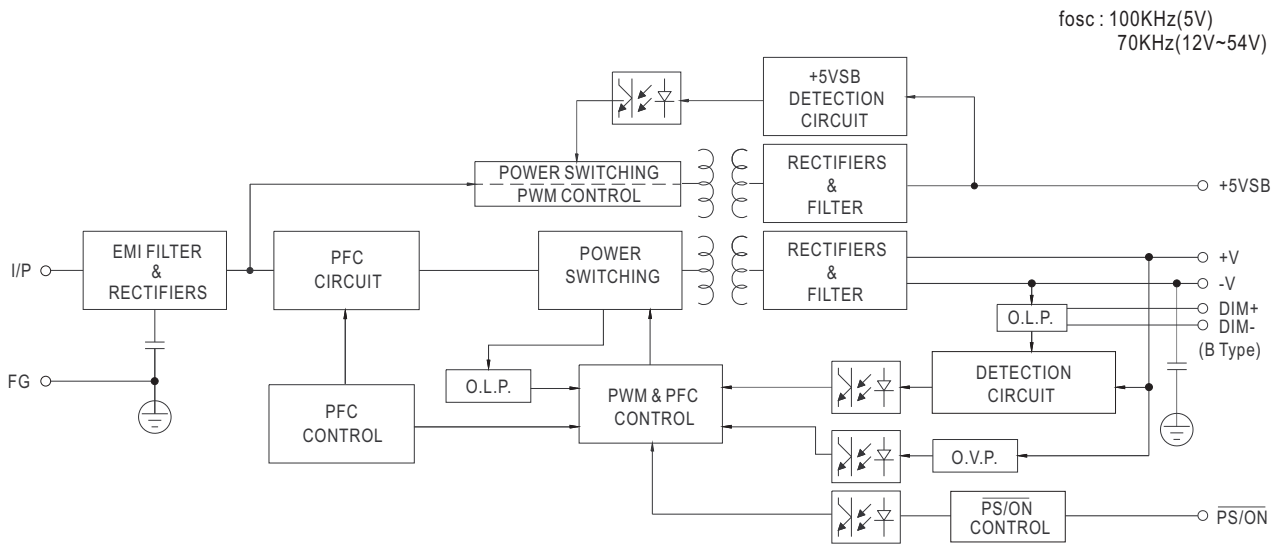 fosc : 100KHz(5V)
70KHz(12V~54V)
+5VSB
DETECTION
CIRCUIT
POWER SWITCHING
PWM CONTROL
RECTIFIERS
&
FILTER
+5VSB
I/P
EMI FILTER
&
RECTIFIERS
PFC
CIRCUIT
POWER
SWITCHING
RECTIFIERS
&
FILTER
+V
-V
O.L.P.
DIM+
DIM-
(B Type)
FG
O.L.P.
PFC
CONTROL
PWM & PFC
CONTROL
DETECTION
CIRCUIT
O.V.P.
PS/ON
CONTROL
PS/ON